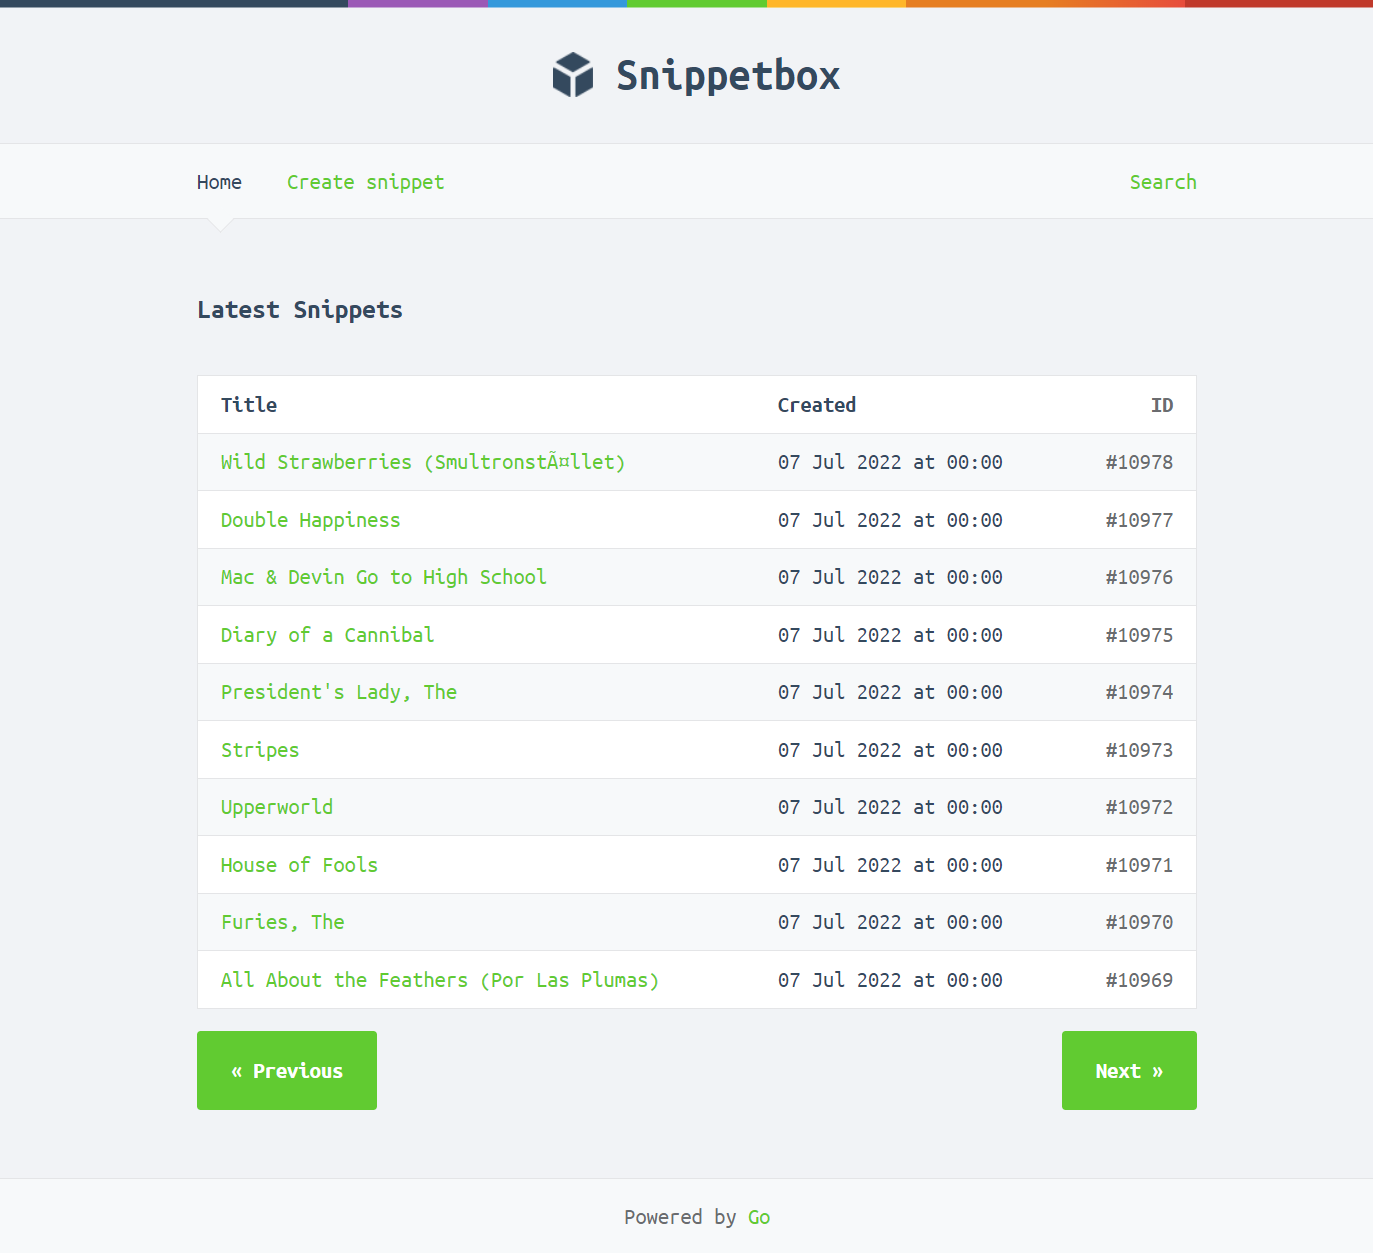 Snippetbox
Home Create snippet Search
Latest Snippets
Title Created ID
Wild Strawberries (SmultronstÃ¤llet) 07 Jul 2022 at 00:00 #10978
Double Happiness 07 Jul 2022 at 00:00 #10977
Mac & Devin Go to High School 07 Jul 2022 at 00:00 #10976
Diary of a Cannibal 07 Jul 2022 at 00:00 #10975
President's Lady, The 07 Jul 2022 at 00:00 #10974
Stripes 07 Jul 2022 at 00:00 #10973
Upperworld 07 Jul 2022 at 00:00 #10972
House of Fools 07 Jul 2022 at 00:00 #10971
Furies, The 07 Jul 2022 at 00:00 #10970
All About the Feathers (Por Las Plumas) 07 Jul 2022 at 00:00 #10969
« Previous Next »
Powered by Go